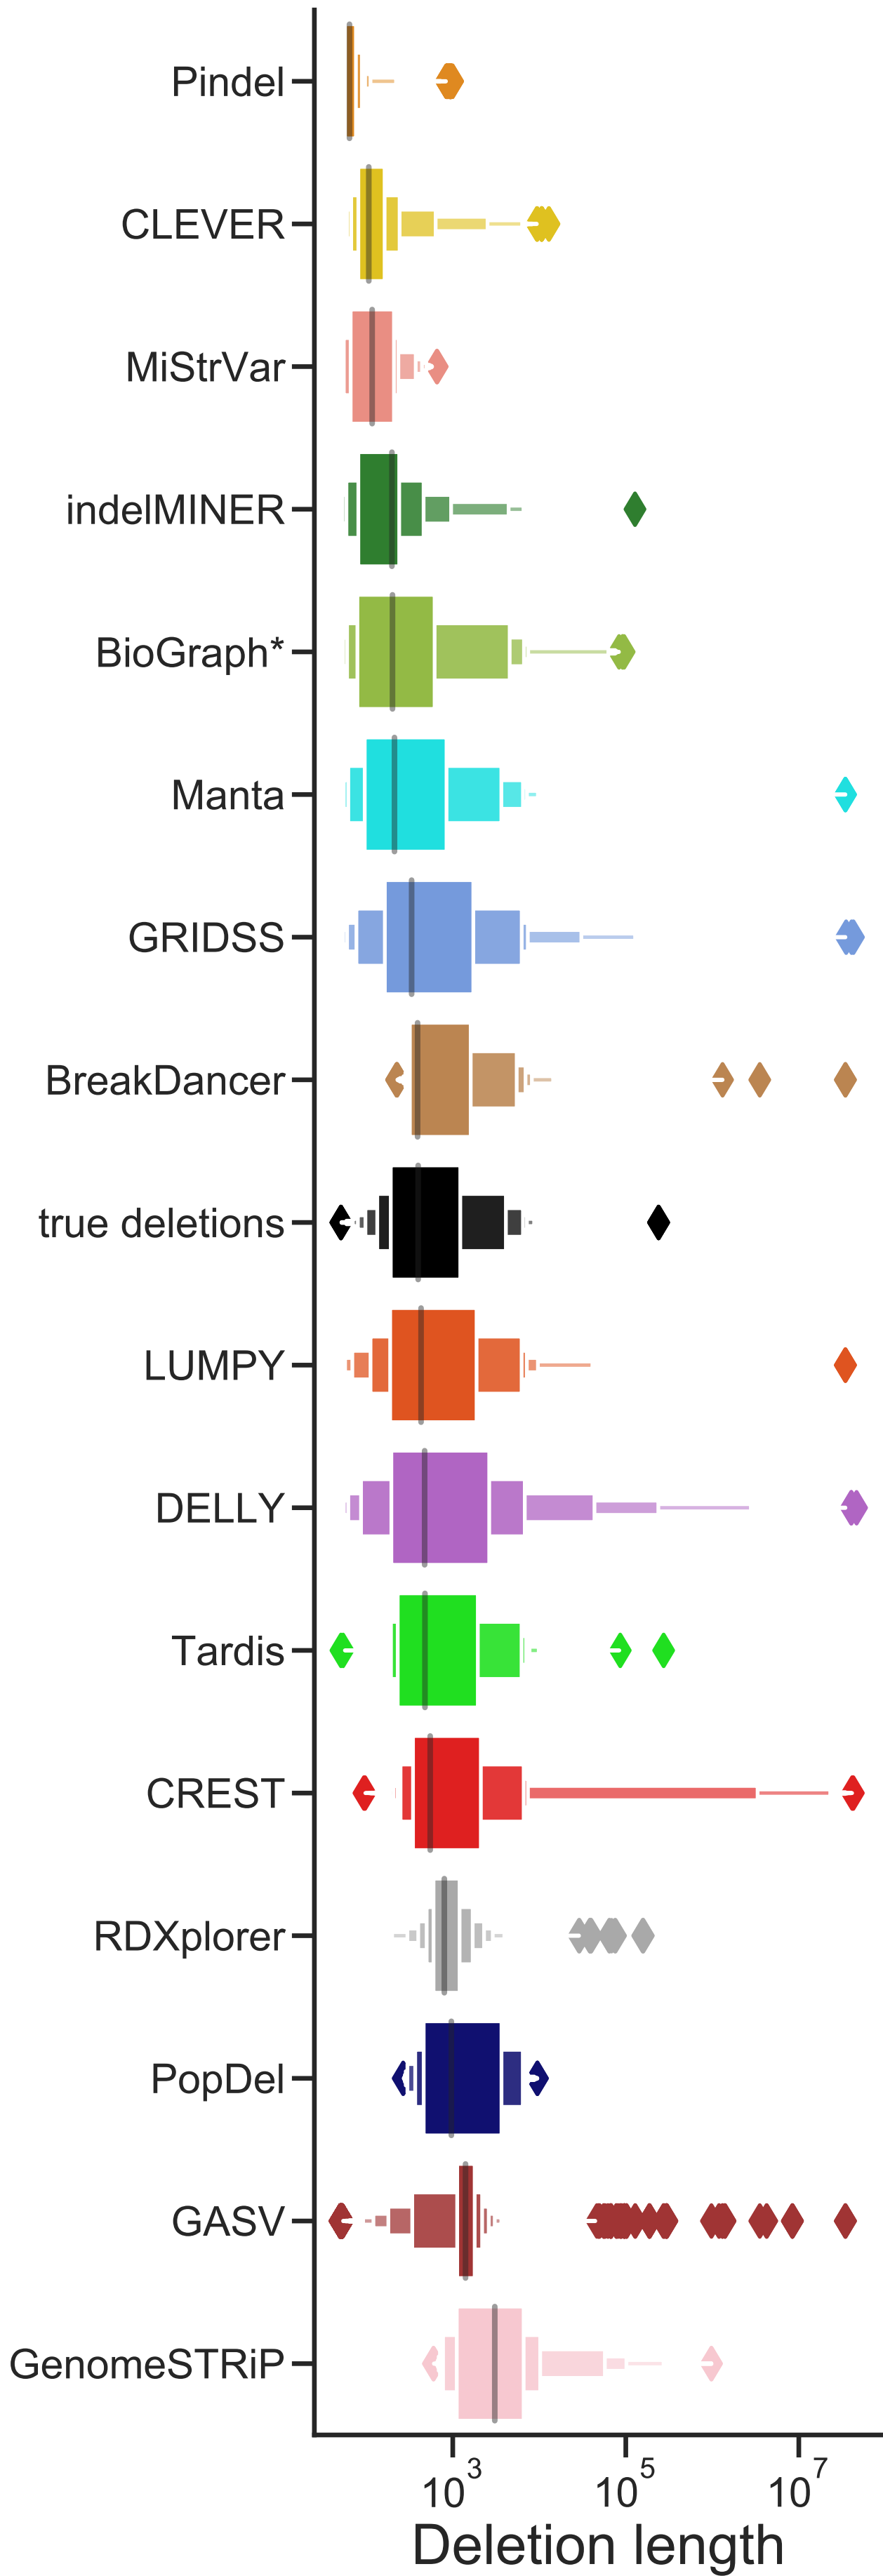 Pindel
CLEVER
MiStrVar
indelMINER
BioGraph*
Manta
GRIDSS
BreakDancer
true deletions
LUMPY
DELLY
Tardis
CREST
RDXplorer
PopDel
GASV
GenomeSTRiP
10^3 10^5 10^7
Deletion length